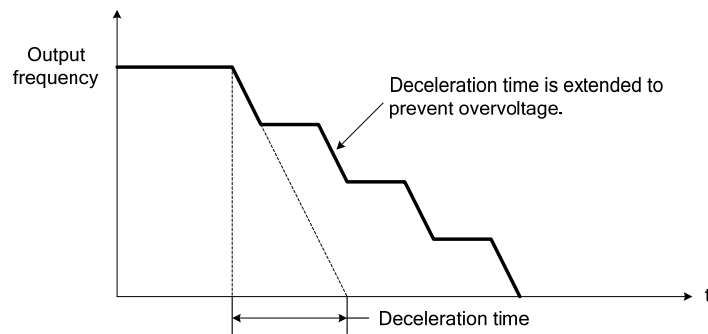 Output
frequency
Deceleration time is extended to
prevent overvoltage.
t
Deceleration time